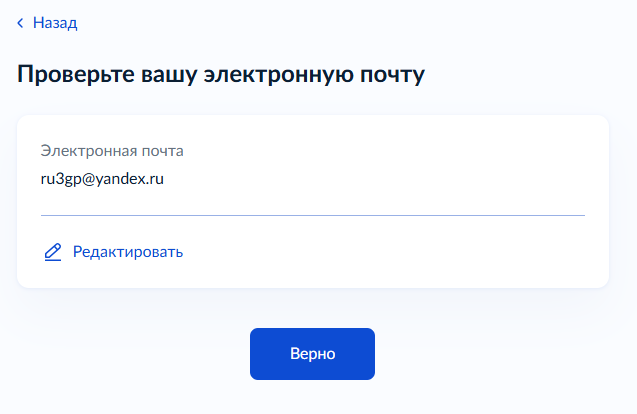 Назад
Проверьте вашу электронную почту
Электронная почта
ru3gp@yandex.ru
Редактировать
Верно